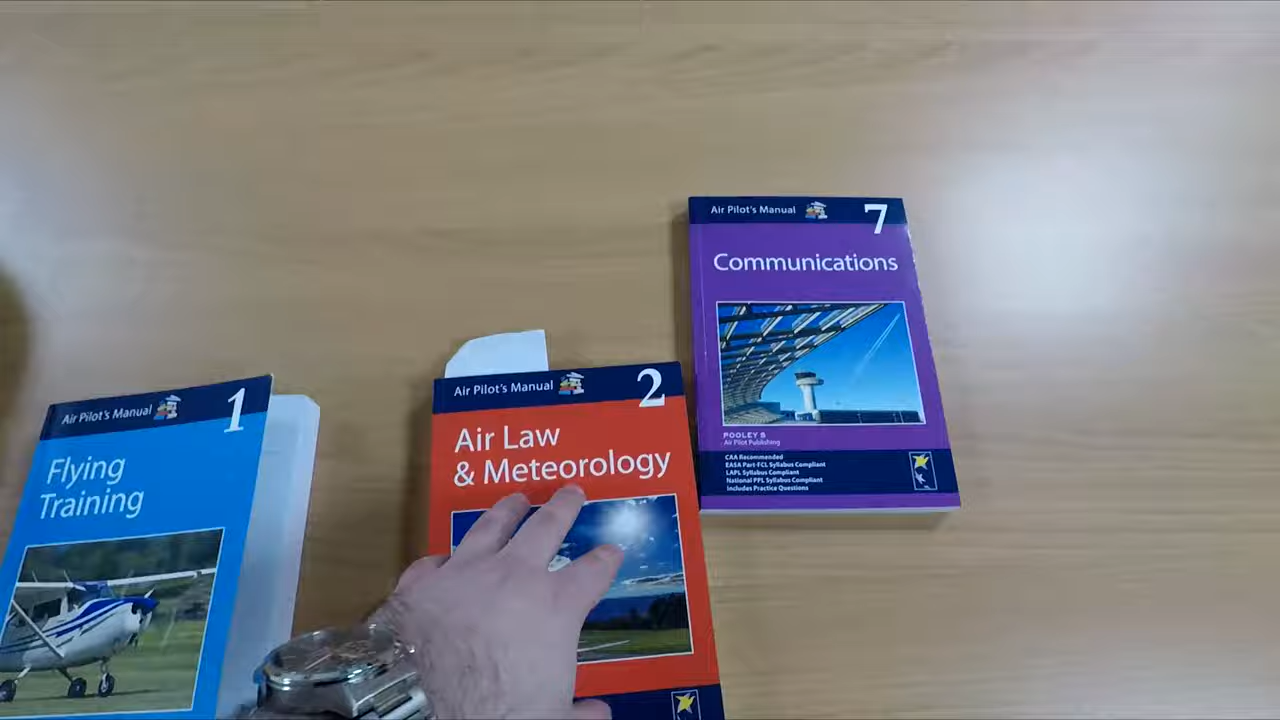 Air Pilot's Manual 1
Flying
Training
Air Pilot's Manual 2
Air Law
& Meteorology
Air Pilot's Manual 7
Communications
POOLEY'S
Air Pilot Publishing
CAA Recommended
EASA Part-FCL Syllabus Compliant
LAPL Syllabus Compliant
National PPL Syllabus Compliant
Includes Practice Questions